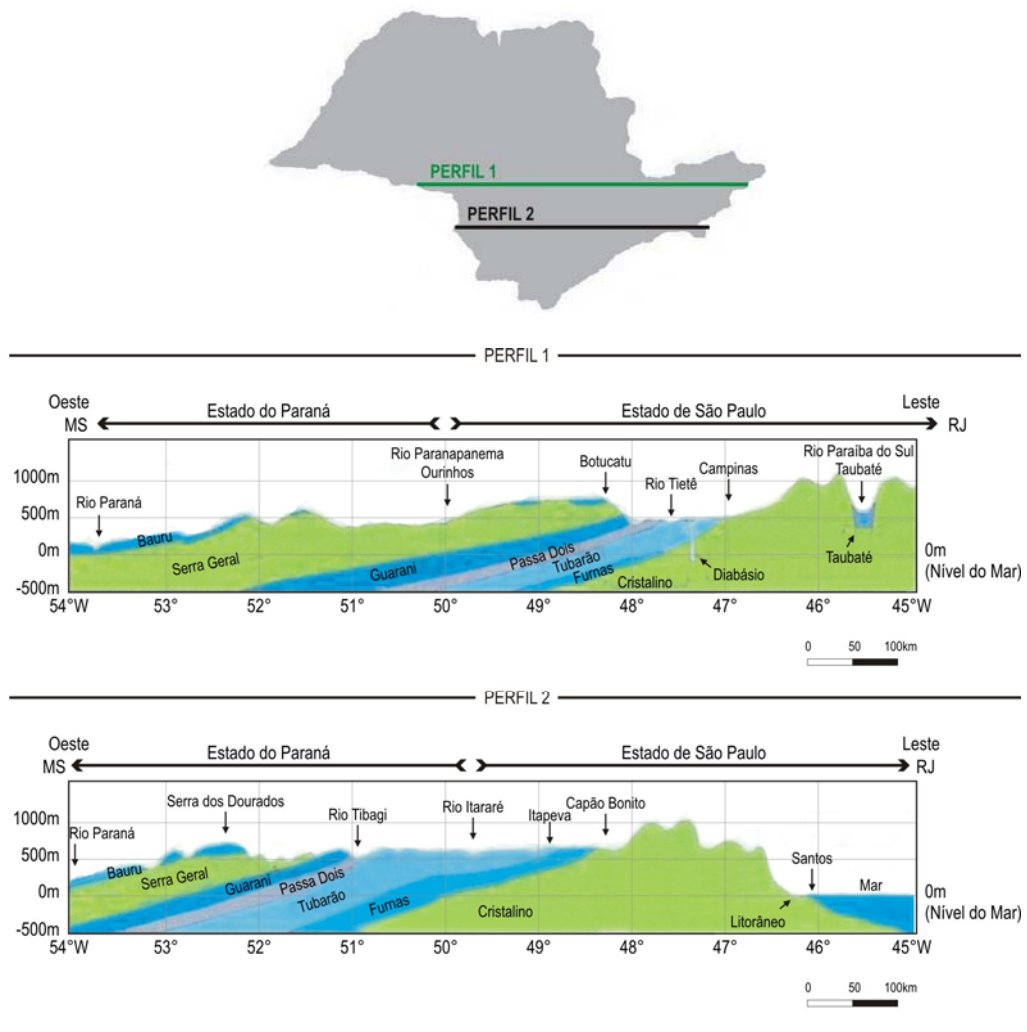 PERFIL 1
PERFIL 2
PERFIL 1
Oeste
MS
Estado do Paraná
Estado de São Paulo
Leste
RJ
Rio Paraná
Rio Paranapanema
Ourinhos
Botucatu
Rio Tietê
Campinas
Rio Paraíba do Sul
Taubaté
1000m
500m
0m
-500m
Bauru
Serra Geral
Guarani
Passa Dois
Tubarão
Furnas
Cristalino
Diabásio
Taubaté
0m
(Nível do Mar)
54°W 53° 52° 51° 50° 49° 48° 47° 46° 45°W
0 50 100km
PERFIL 2
Oeste
MS
Estado do Paraná
Estado de São Paulo
Leste
RJ
Rio Paraná
Serra dos Dourados
Rio Tibagi
Rio Itararé
Itapeva
Capão Bonito
Santos
Mar
1000m
500m
0m
-500m
Bauru
Serra Geral
Guarani
Passa Dois
Tubarão
Furnas
Cristalino
Litorâneo
0m
(Nível do Mar)
54°W 53° 52° 51° 50° 49° 48° 47° 46° 45°W
0 50 100km